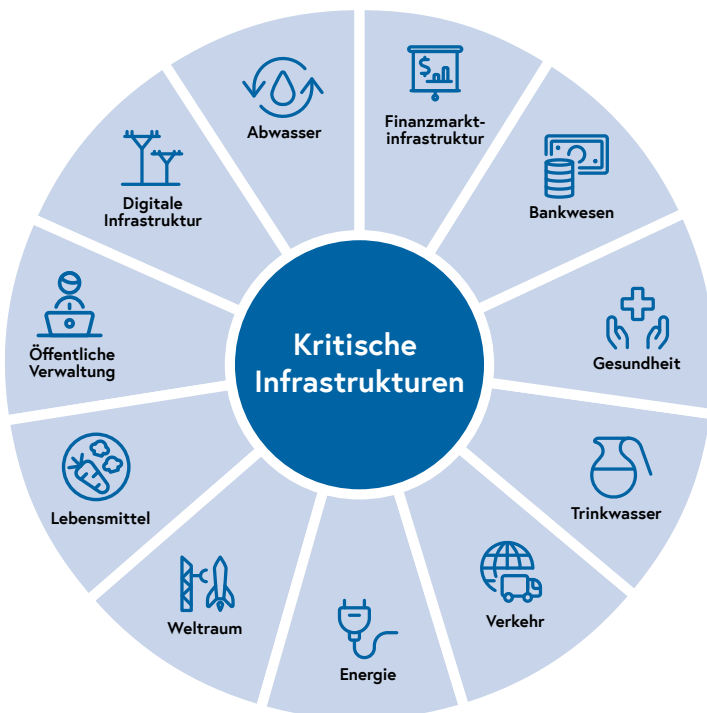 Kritische
Infrastrukturen
$
Finanzmarkt-
infrastruktur
Bankwesen
Gesundheit
Trinkwasser
Verkehr
Energie
Weltraum
Lebensmittel
Öffentliche
Verwaltung
Digitale
Infrastruktur
Abwasser